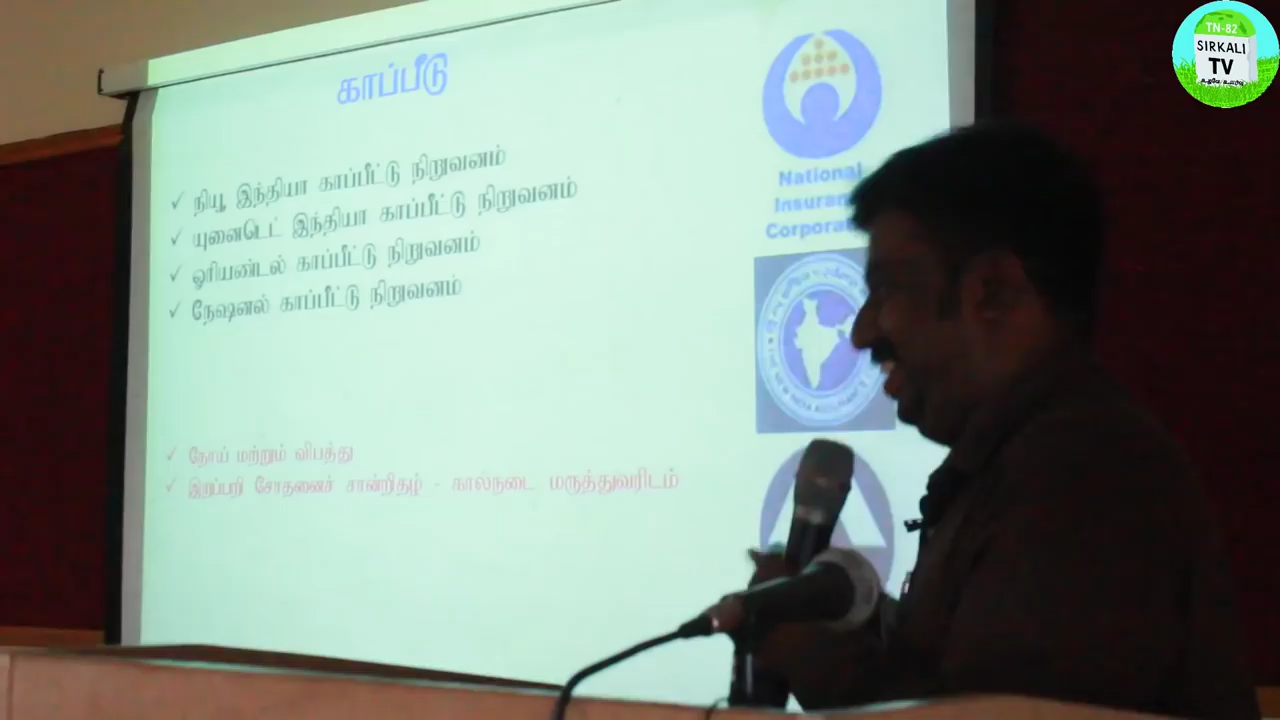 காப்பீடு
✓ நியூ இந்தியா காப்பீட்டு நிறுவனம்
✓ யுனைடெட் இந்தியா காப்பீட்டு நிறுவனம்
✓ ஓரியண்டல் காப்பீட்டு நிறுவனம்
✓ நேஷனல் காப்பீட்டு நிறுவனம்
✓ நோய் மற்றும் விபத்து
✓ இறப்பறி சோதனைச் சான்றிதழ் - கால்நடை மருத்துவரிடம்
National
Insuran
Corporat
TN-82
SIRKALI
TV